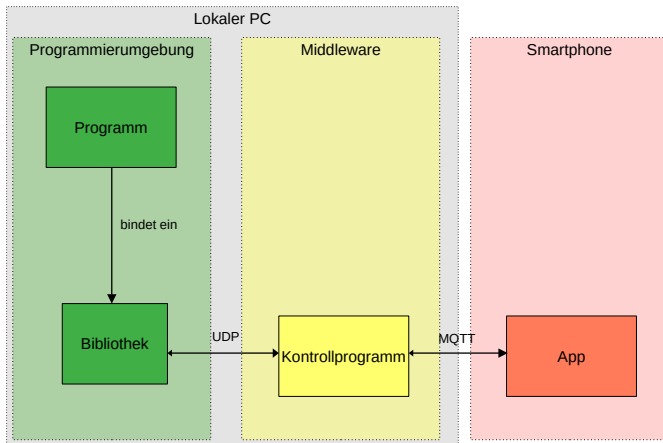 Lokaler PC
Programmierumgebung
Middleware
Smartphone
Programm
bindet ein
Bibliothek
UDP
Kontrollprogramm
MQTT
App